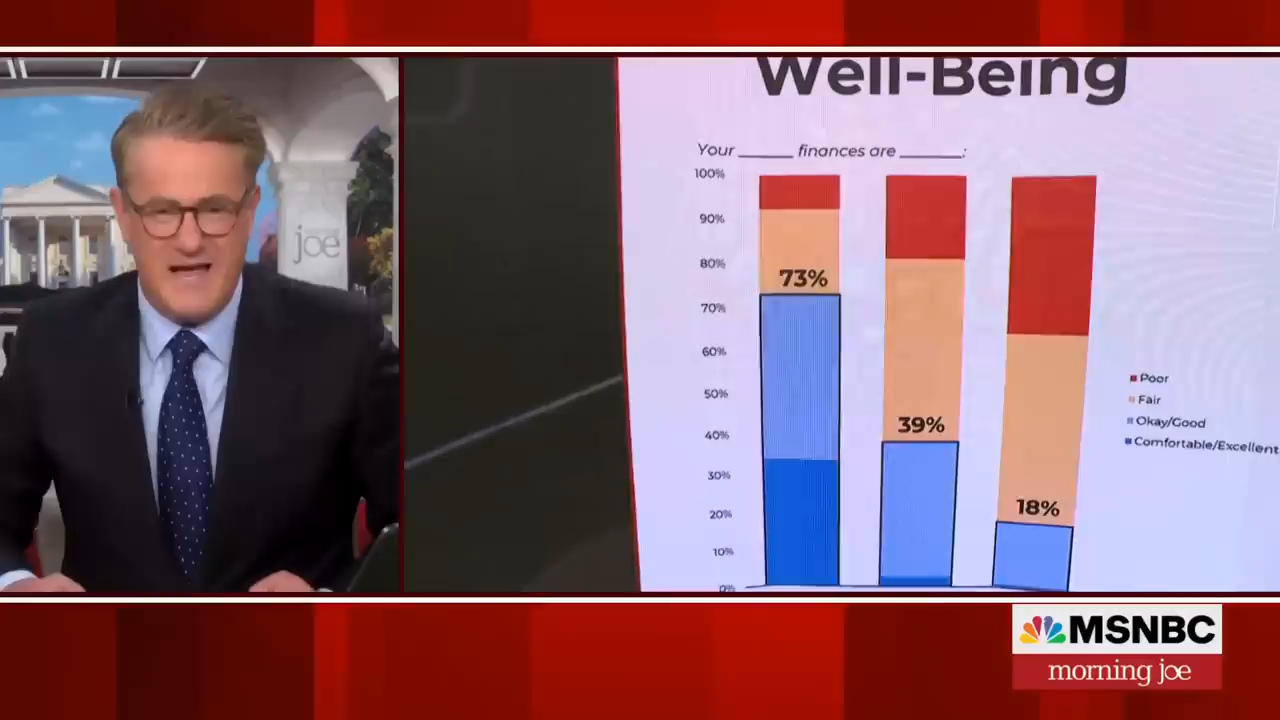 Well-Being
Your ______ finances are ______:
100%
90%
80%
70%
60%
50%
40%
30%
20%
10%
0%
73%
39%
18%
Poor
Fair
Okay/Good
Comfortable/Excellent
joe
MSNBC
morning joe